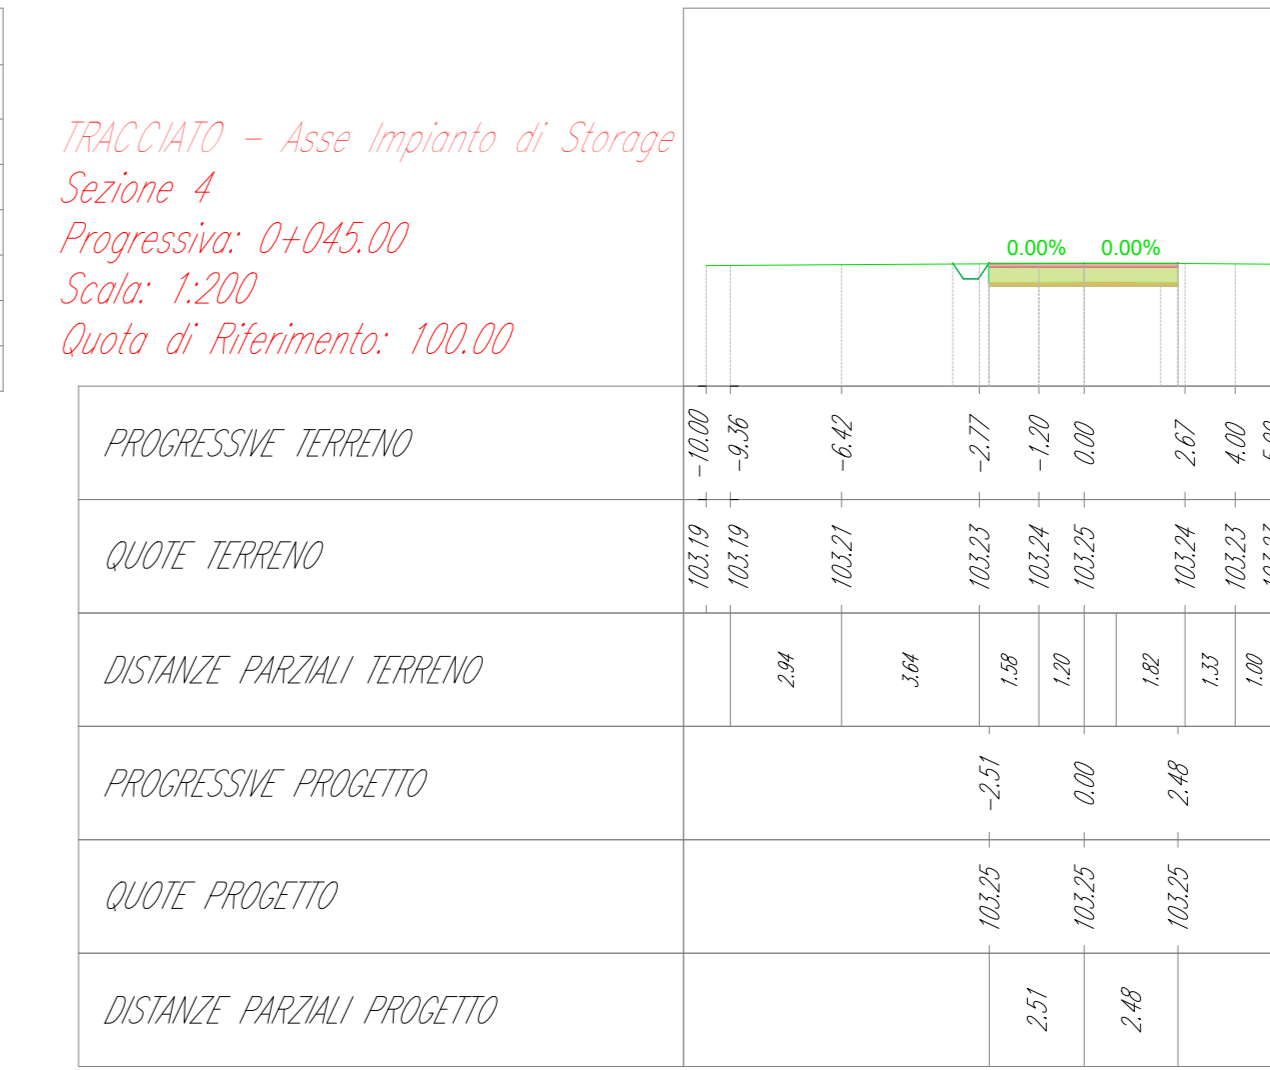 TRACCIATO - Asse Impianto di Storage
Sezione 4
Progressiva: 0+045.00
Scala: 1:200
Quota di Riferimento: 100.00
0.00% 0.00%
PROGRESSIVE TERRENO -10.00 -9.36 -6.42 -2.77 -1.20 0.00 2.67 4.00
QUOTE TERRENO 103.19 103.19 103.21 103.23 103.24 103.25 103.24 103.23
DISTANZE PARZIALI TERRENO 2.94 3.64 1.58 1.20 1.82 1.33 1.00
PROGRESSIVE PROGETTO -2.51 0.00 2.48
QUOTE PROGETTO 103.25 103.25 103.25
DISTANZE PARZIALI PROGETTO 2.51 2.48